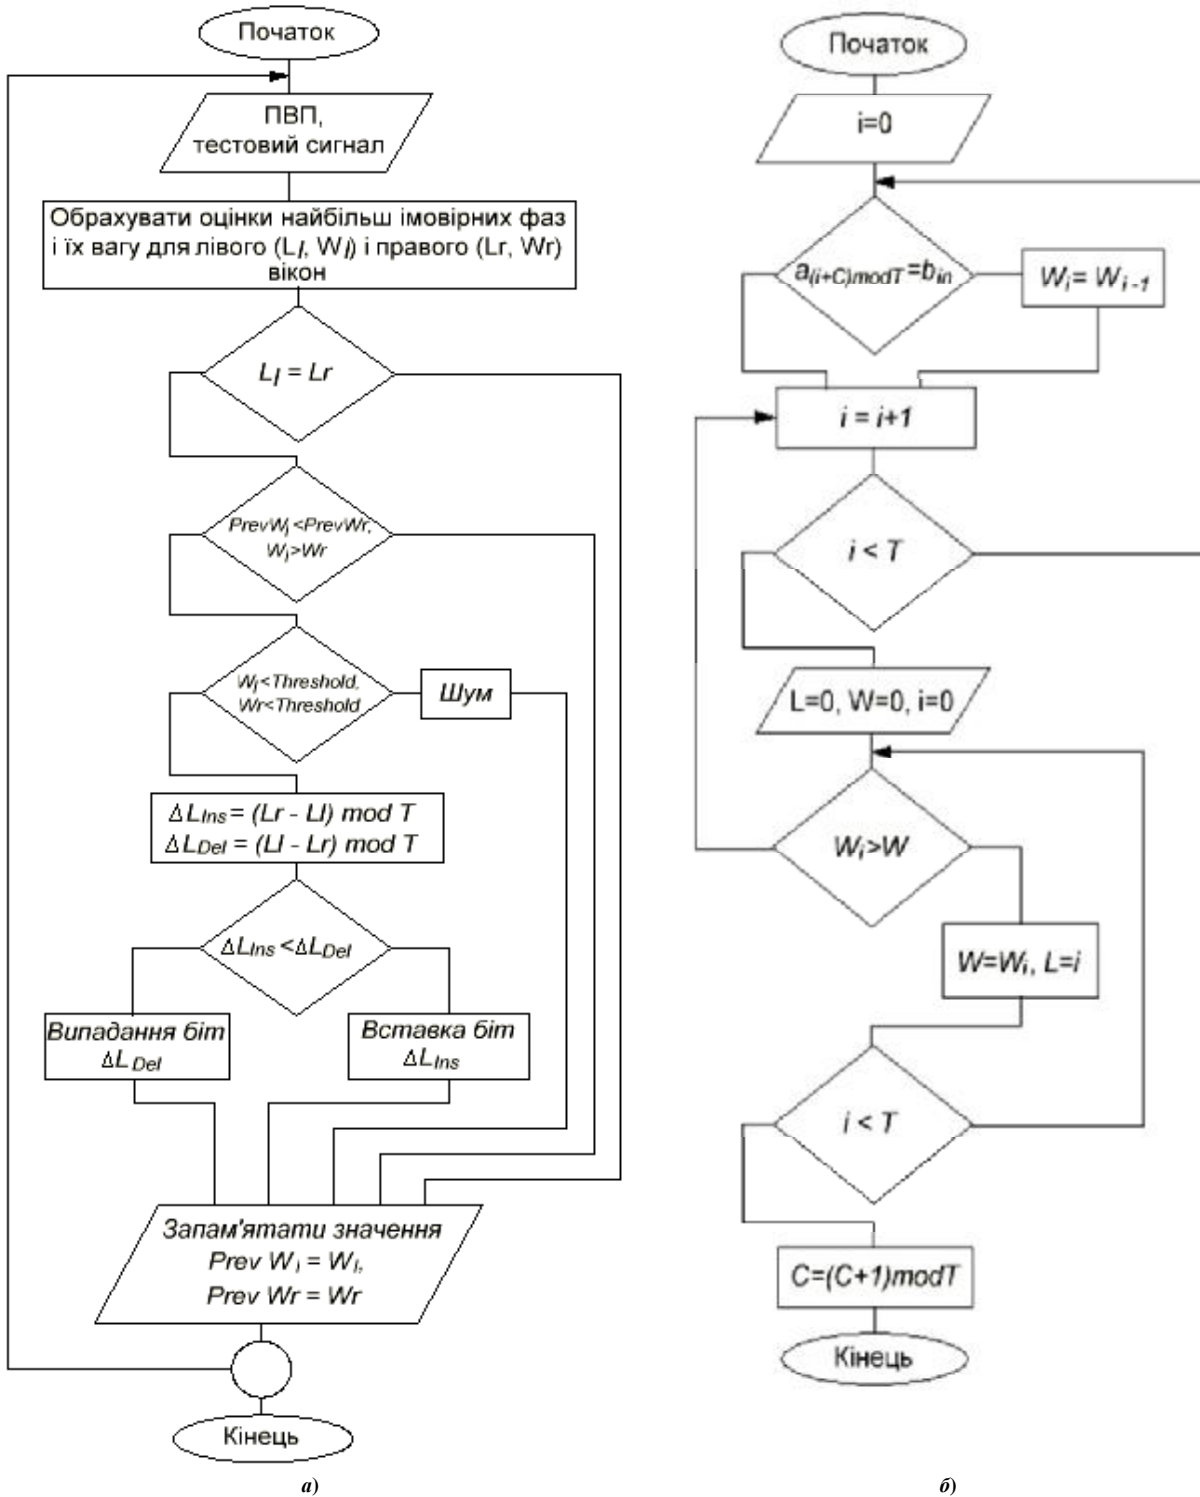 Початок
ПВП,
тестовий сигнал
Обрахувати оцінки найбільш імовірних фаз
і їх вагу для лівого (Ll, Wl) і правого (Lr, Wr)
вікон
Ll = Lr
PrevWl<PrevWr,
Wl>Wr
Wl<Threshold,
Wr<Threshold
Шум
ΔLIns = (Lr - Ll) mod T
ΔLDel = (Ll - Lr) mod T
ΔLIns<ΔLDel
Випадання біт
ΔLDel
Вставка біт
ΔLIns
Запам'ятати значення
Prev Wl = Wl,
Prev Wr = Wr
Кінець
а)
Початок
i=0
a(i+C)modT=bin
Wi= Wi-1
i = i+1
i < T
L=0, W=0, i=0
Wi>W
W=Wi, L=i
i < T
C=(C+1)modT
Кінець
б)